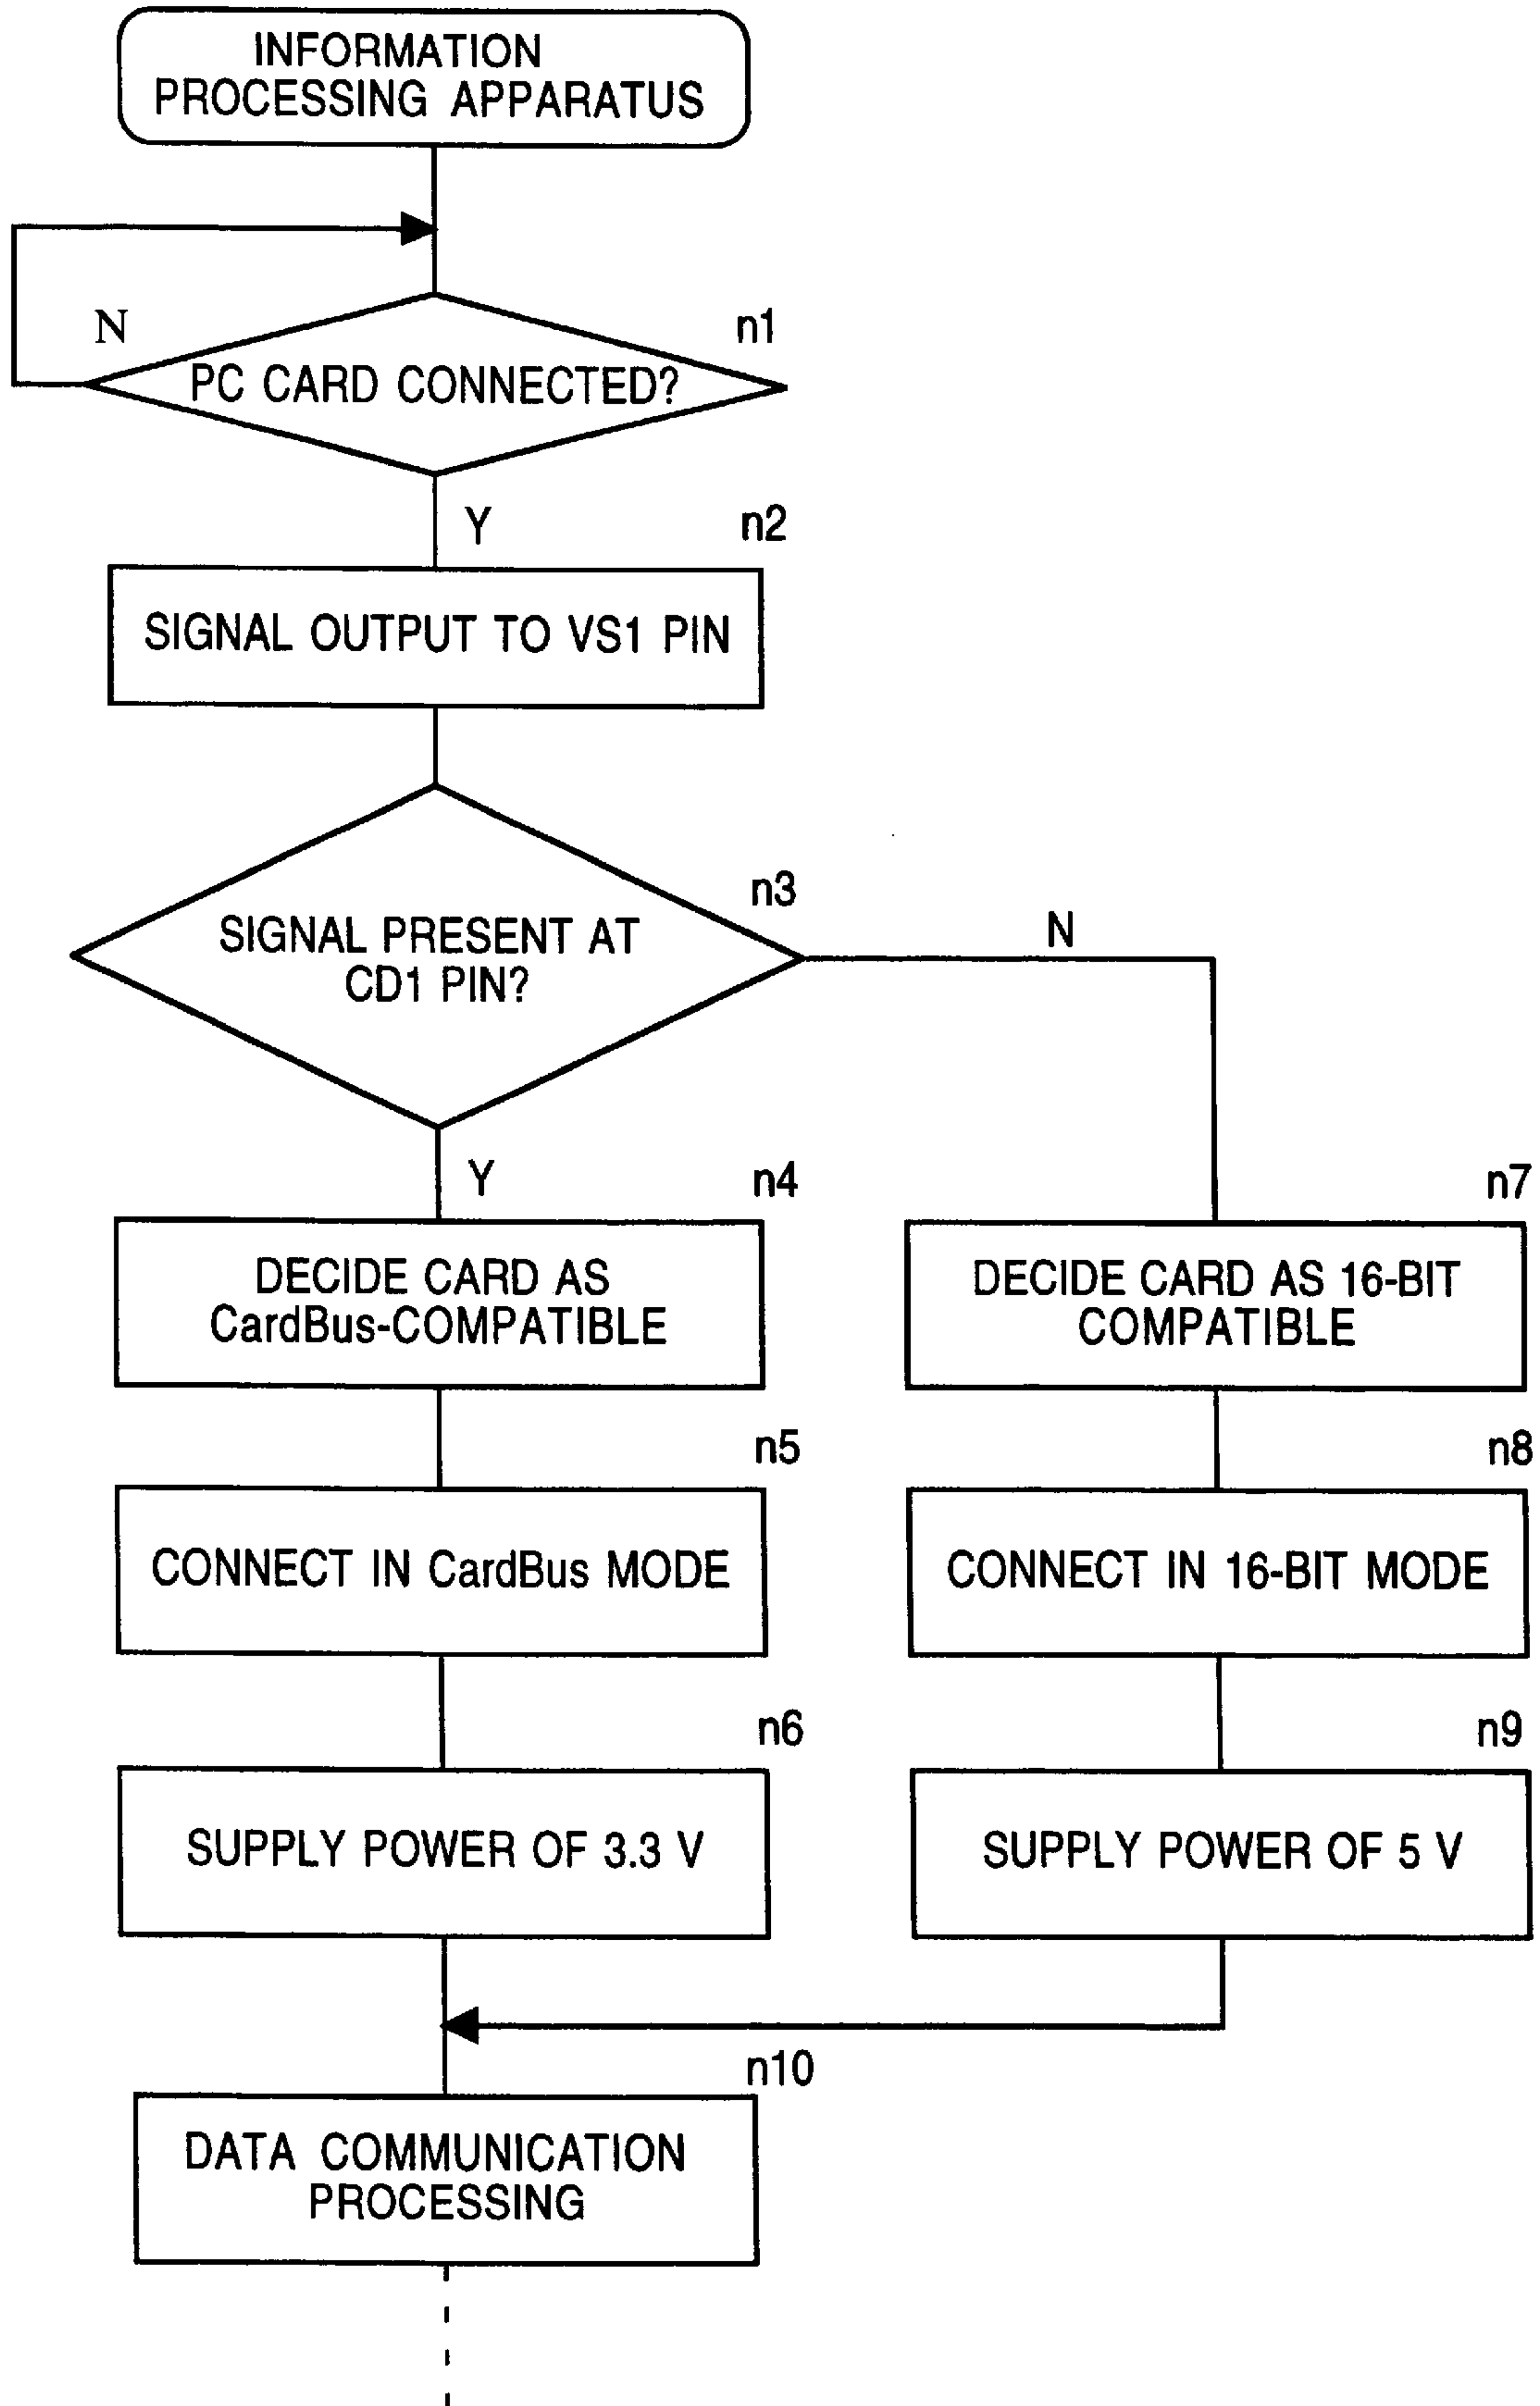 INFORMATION
PROCESSING APPARATUS
N
n1
PC CARD CONNECTED?
Y
n2
SIGNAL OUTPUT TO VS1 PIN
n3
SIGNAL PRESENT AT
CD1 PIN?
N
Y
n4
n7
DECIDE CARD AS
CardBus-COMPATIBLE
DECIDE CARD AS 16-BIT
COMPATIBLE
n5
n8
CONNECT IN CardBus MODE
CONNECT IN 16-BIT MODE
n6
n9
SUPPLY POWER OF 3.3 V
SUPPLY POWER OF 5 V
n10
DATA COMMUNICATION
PROCESSING